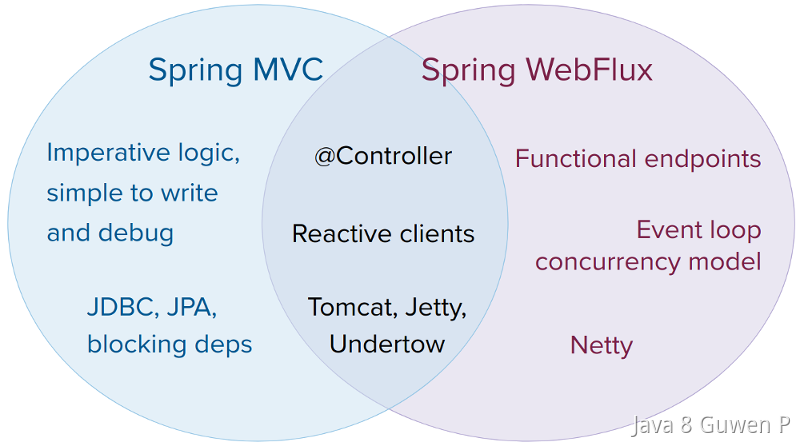 Spring MVC
Spring WebFlux
Imperative logic,
simple to write
and debug
JDBC, JPA,
blocking deps
@Controller
Reactive clients
Tomcat, Jetty,
Undertow
Functional endpoints
Event loop
concurrency model
Netty
Java 8 Guwen P